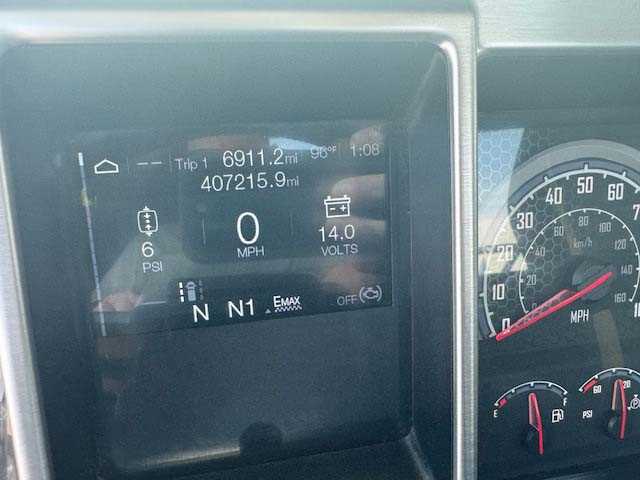 -- Trip 1 6911.2mi 96°F 1:08
407215.9mi
6
PSI
0
MPH
14.0
VOLTS
N N1 EMAX OFF
0 10 20 30 40 50 60
0 20 40 60 80 100 120 140 160
km/h
MPH
E F
PSI 60 120